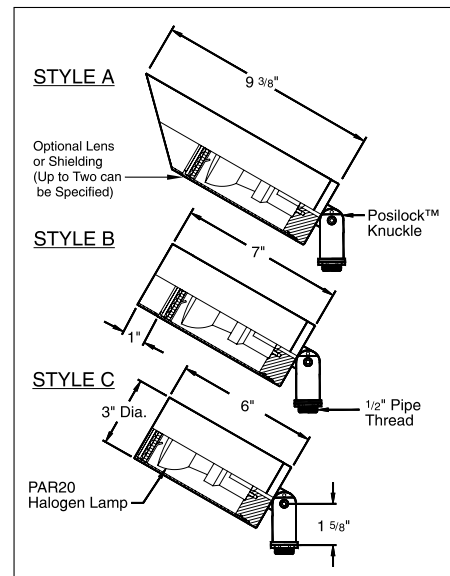 STYLE A
9 3/8"
Optional Lens
or Shielding
(Up to Two can
be Specified)
Posilock™
Knuckle
STYLE B
7"
1"
STYLE C
1/2" Pipe
Thread
3" Dia.
6"
PAR20
Halogen Lamp
1 5/8"